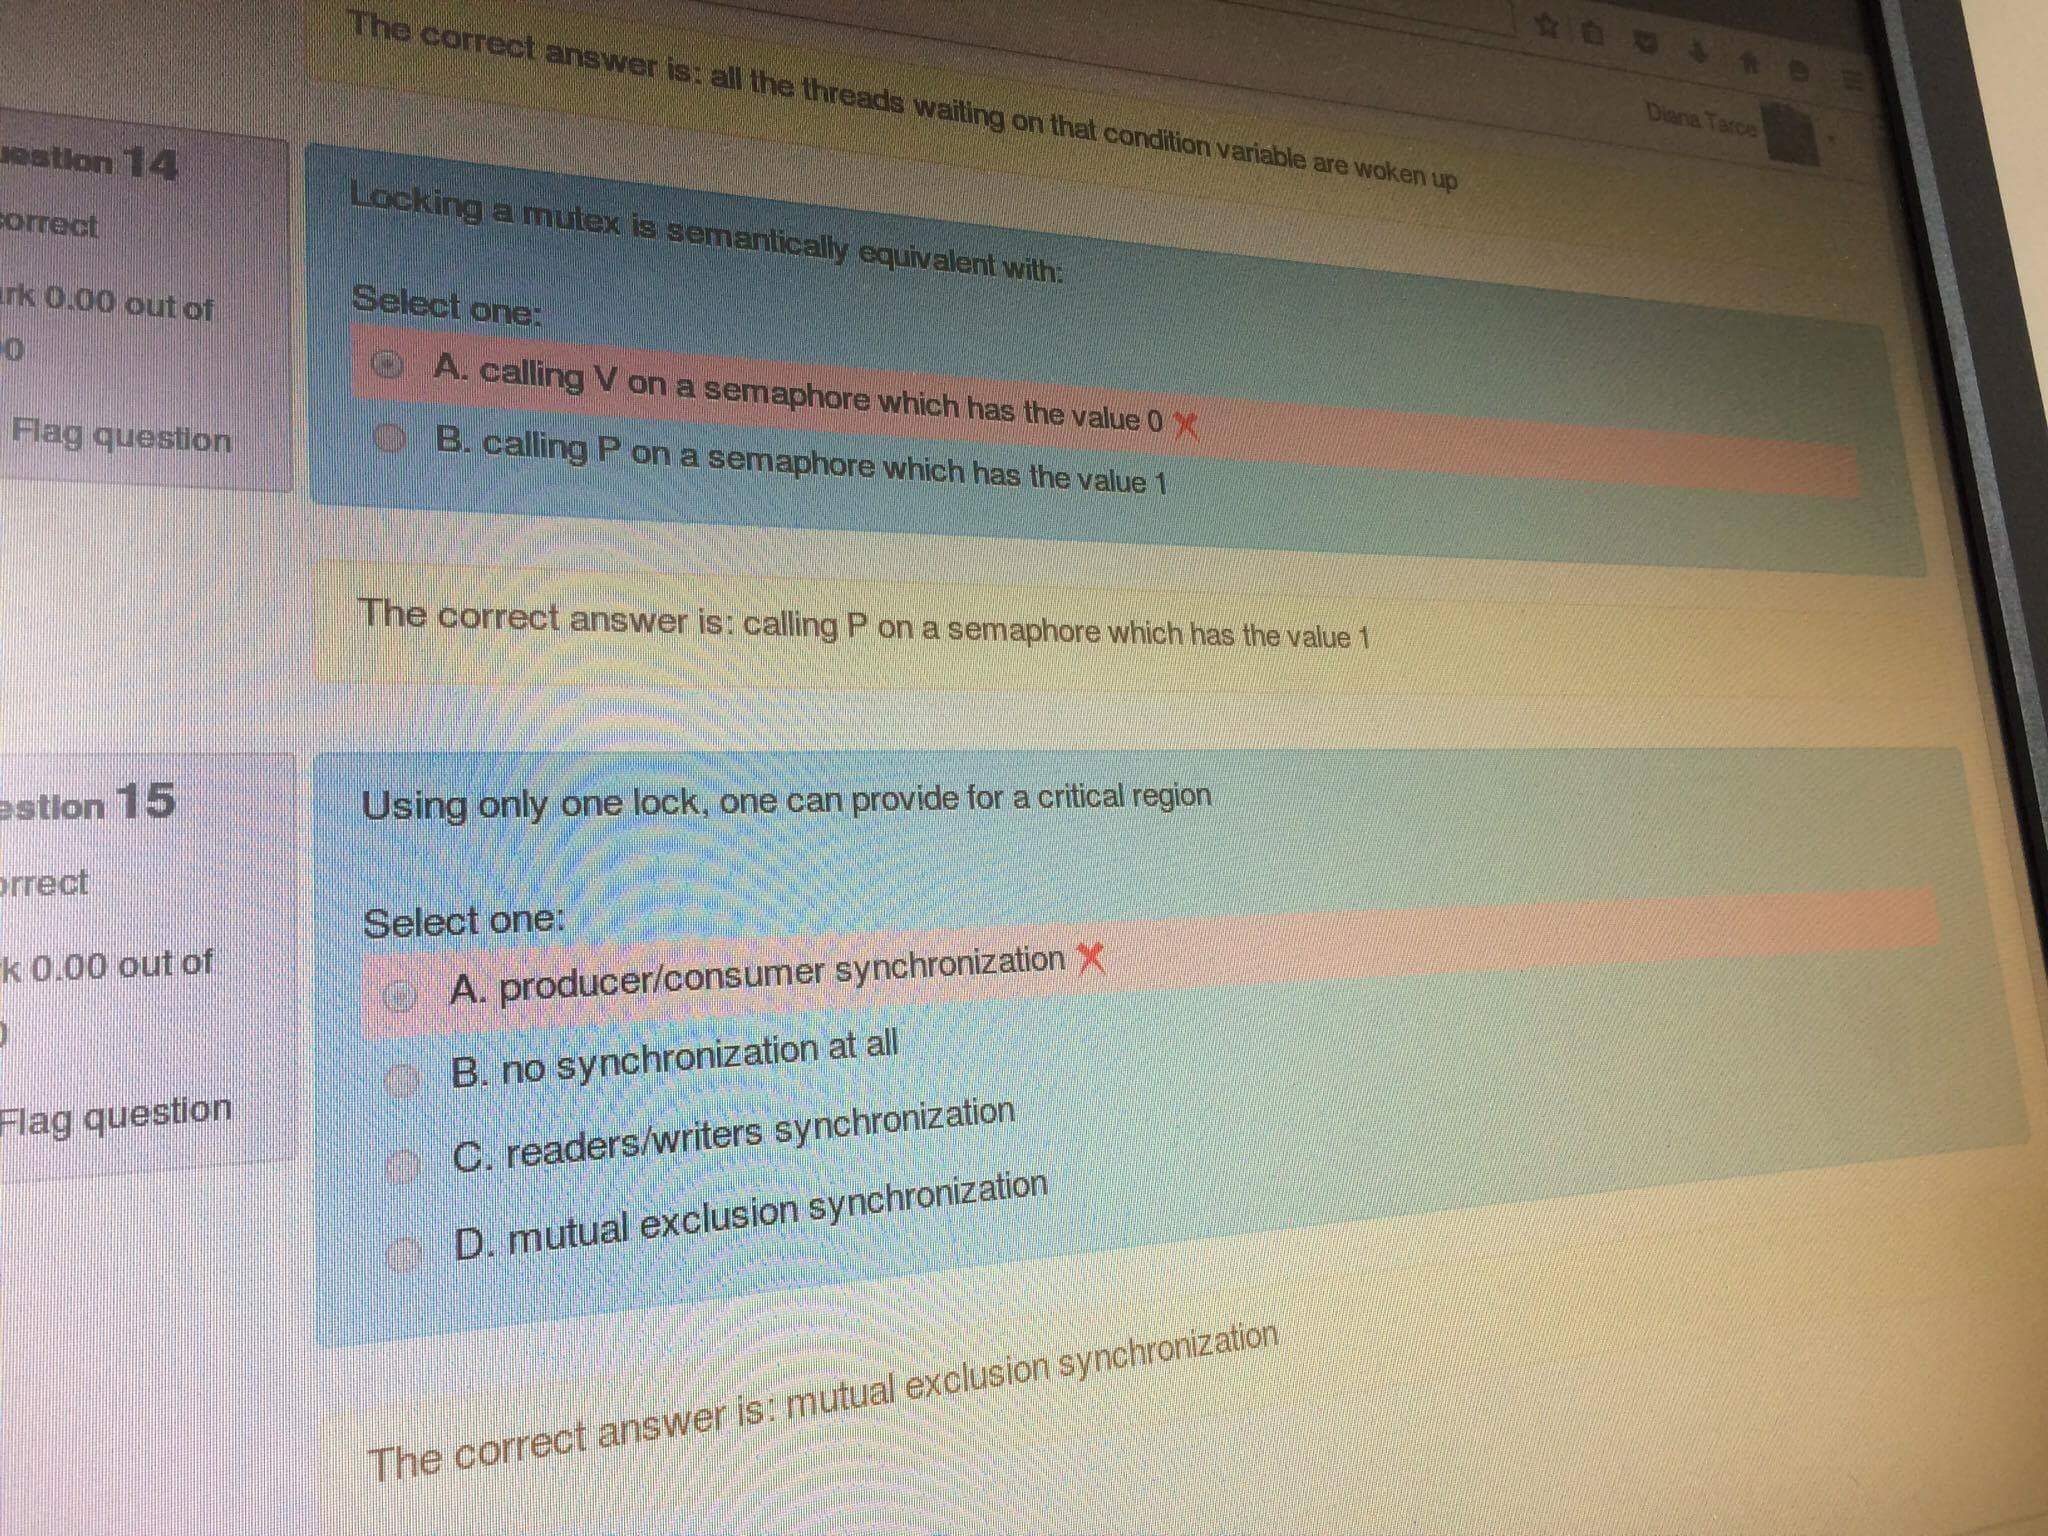 The correct answer is: all the threads waiting on that condition variable are woken up
Diana Tarce
uestion 14
correct
rk 0.00 out of
0
Flag question
Locking a mutex is semantically equivalent with:
Select one:
A. calling V on a semaphore which has the value 0
B. calling P on a semaphore which has the value 1
The correct answer is: calling P on a semaphore which has the value 1
estion 15
orrect
k 0.00 out of
Flag question
Using only one lock, one can provide for a critical region
Select one:
A. producer/consumer synchronization
B. no synchronization at all
C. readers/writers synchronization
D. mutual exclusion synchronization
The correct answer is: mutual exclusion synchronization